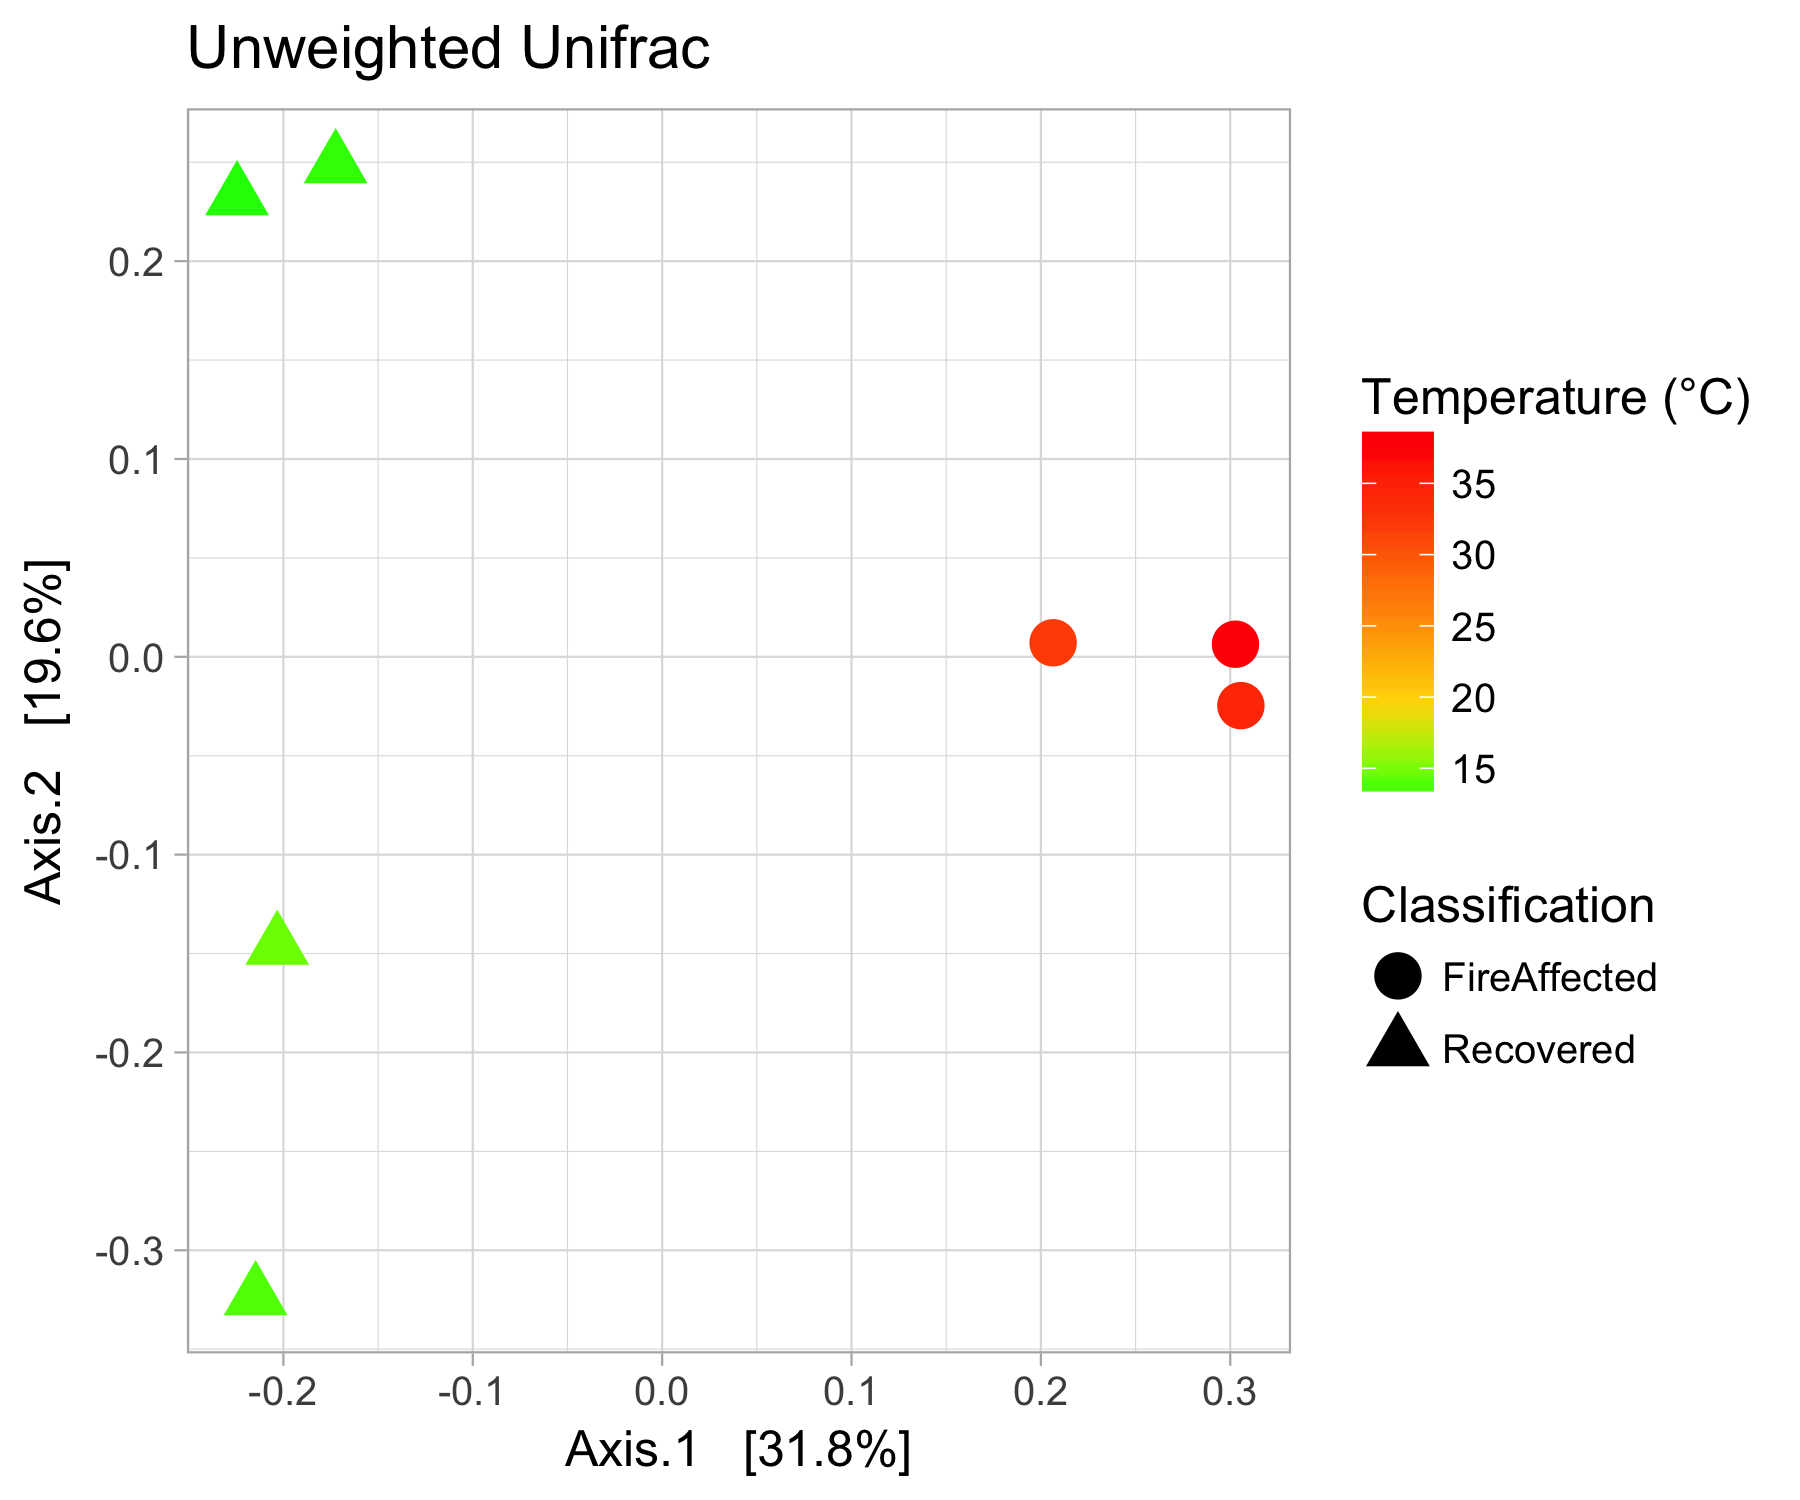 Unweighted Unifrac
0.2
0.1
0.0
-0.1
-0.2
-0.3
Axis.2 [19.6%]
-0.2 -0.1 0.0 0.1 0.2 0.3
Axis.1 [31.8%]
Temperature (°C)
35
30
25
20
15
Classification
FireAffected
Recovered